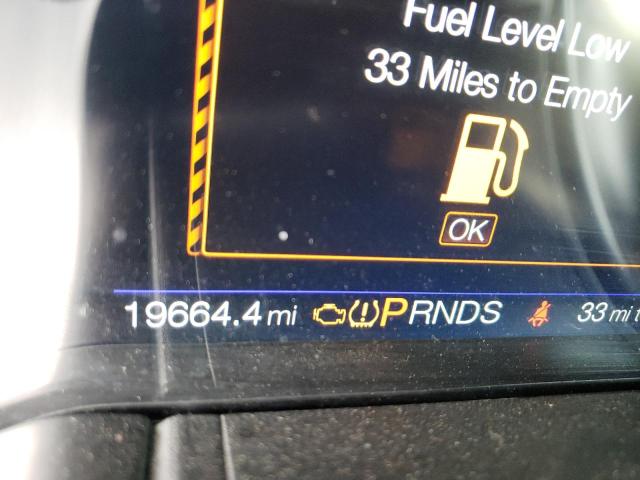 Fuel Level Low
33 Miles to Empty
OK
19664.4 mi PRNDS 33 mi t